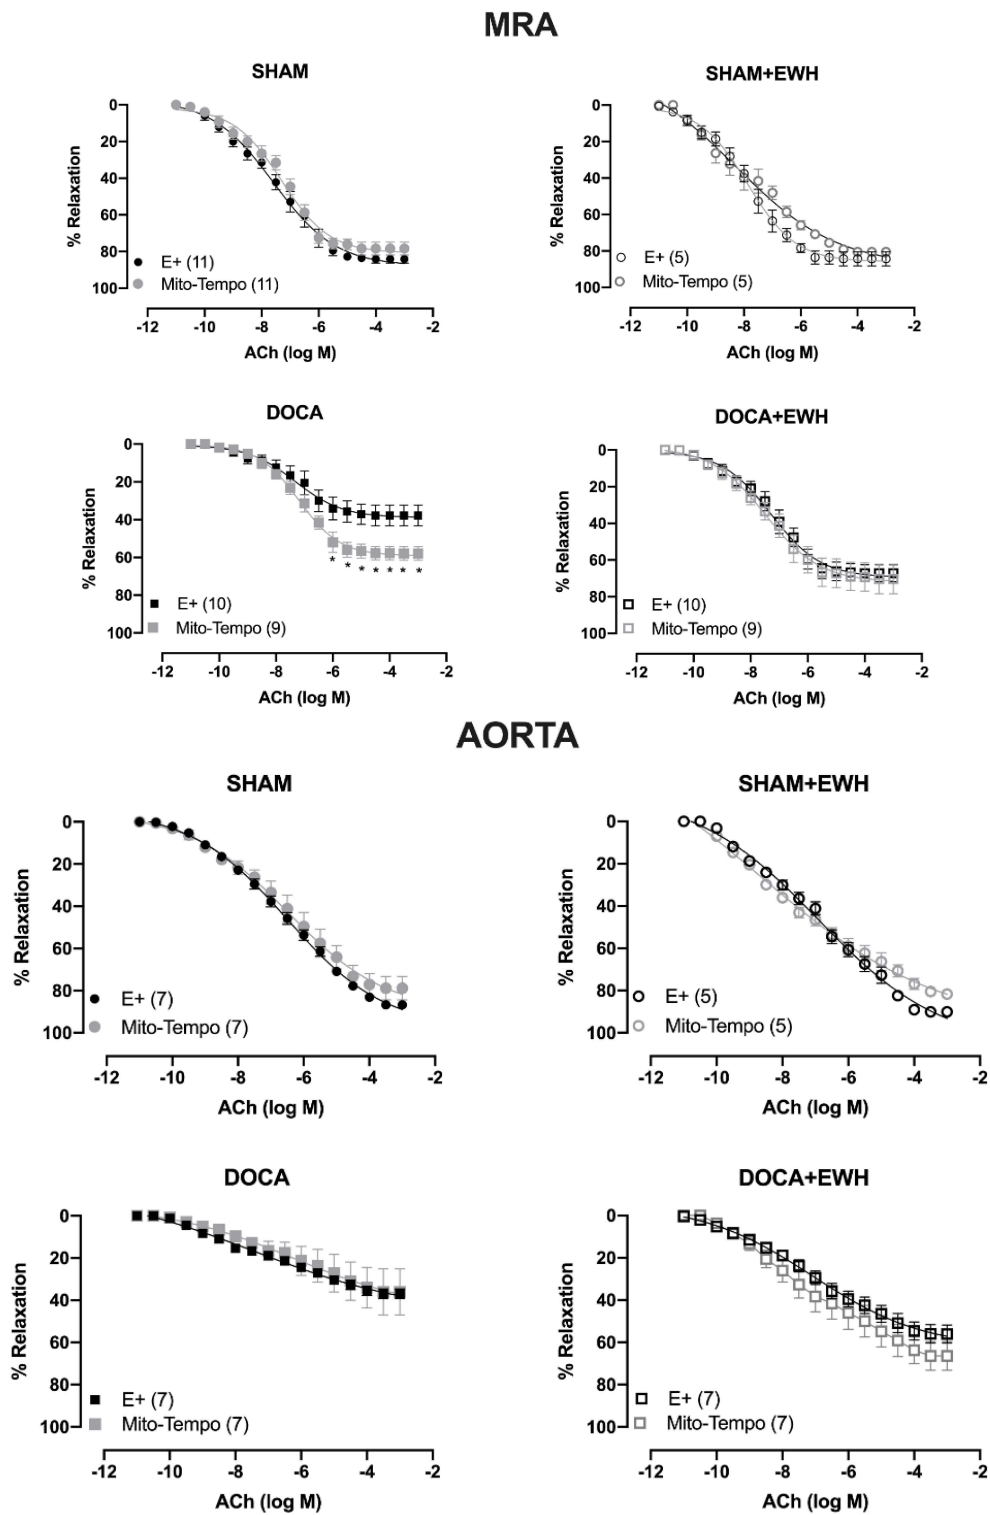 MRA
SHAM
0
20
40
60
80
100
% Relaxation
E+ (11)
Mito-Tempo (11)
-12 -10 -8 -6 -4 -2
ACh (log M)
SHAM+EWH
0
20
40
60
80
100
% Relaxation
E+ (5)
Mito-Tempo (5)
-12 -10 -8 -6 -4 -2
ACh (log M)
DOCA
0
20
40
60
80
100
% Relaxation
* * * * * * *
E+ (10)
Mito-Tempo (9)
-12 -10 -8 -6 -4 -2
ACh (log M)
DOCA+EWH
0
20
40
60
80
100
% Relaxation
E+ (10)
Mito-Tempo (9)
-12 -10 -8 -6 -4 -2
ACh (log M)
AORTA
SHAM
0
20
40
60
80
100
% Relaxation
E+ (7)
Mito-Tempo (7)
-12 -10 -8 -6 -4 -2
ACh (log M)
SHAM+EWH
0
20
40
60
80
100
% Relaxation
E+ (5)
Mito-Tempo (5)
-12 -10 -8 -6 -4 -2
ACh (log M)
DOCA
0
20
40
60
80
100
% Relaxation
E+ (7)
Mito-Tempo (7)
-12 -10 -8 -6 -4 -2
ACh (log M)
DOCA+EWH
0
20
40
60
80
100
% Relaxation
E+ (7)
Mito-Tempo (7)
-12 -10 -8 -6 -4 -2
ACh (log M)